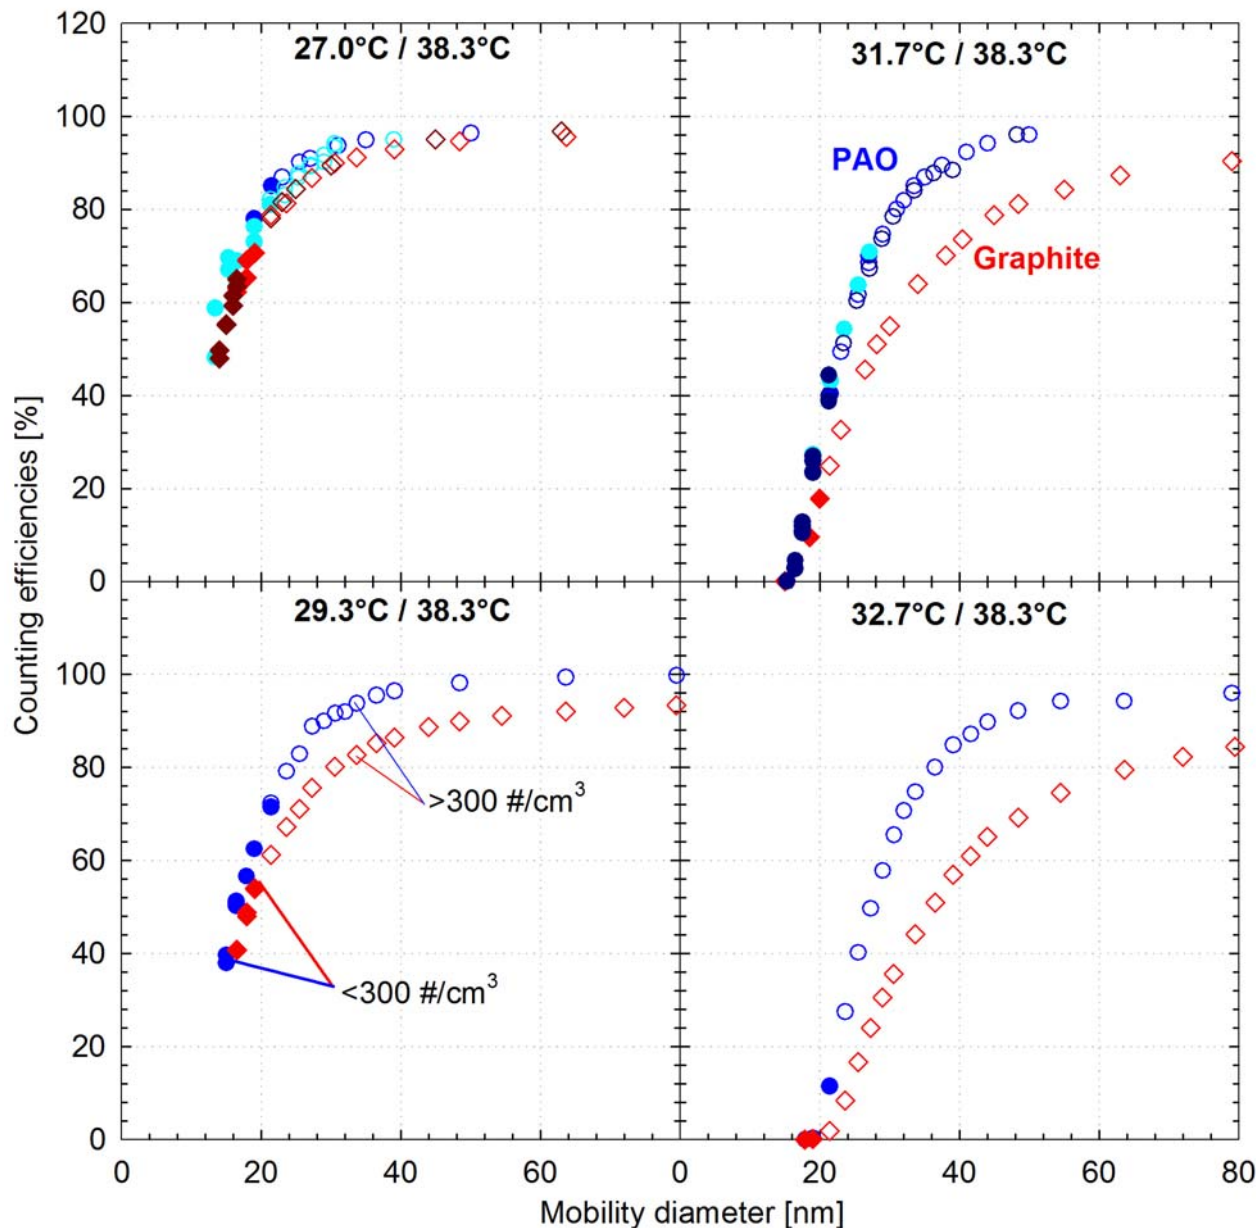 120
100
80
60
40
20
0
100
80
60
40
20
0
Counting efficiencies [%]
27.0°C / 38.3°C
31.7°C / 38.3°C
PAO
Graphite
29.3°C / 38.3°C
32.7°C / 38.3°C
>300 #/cm³
<300 #/cm³
0 20 40 60 0 20 40 60 80
Mobility diameter [nm]